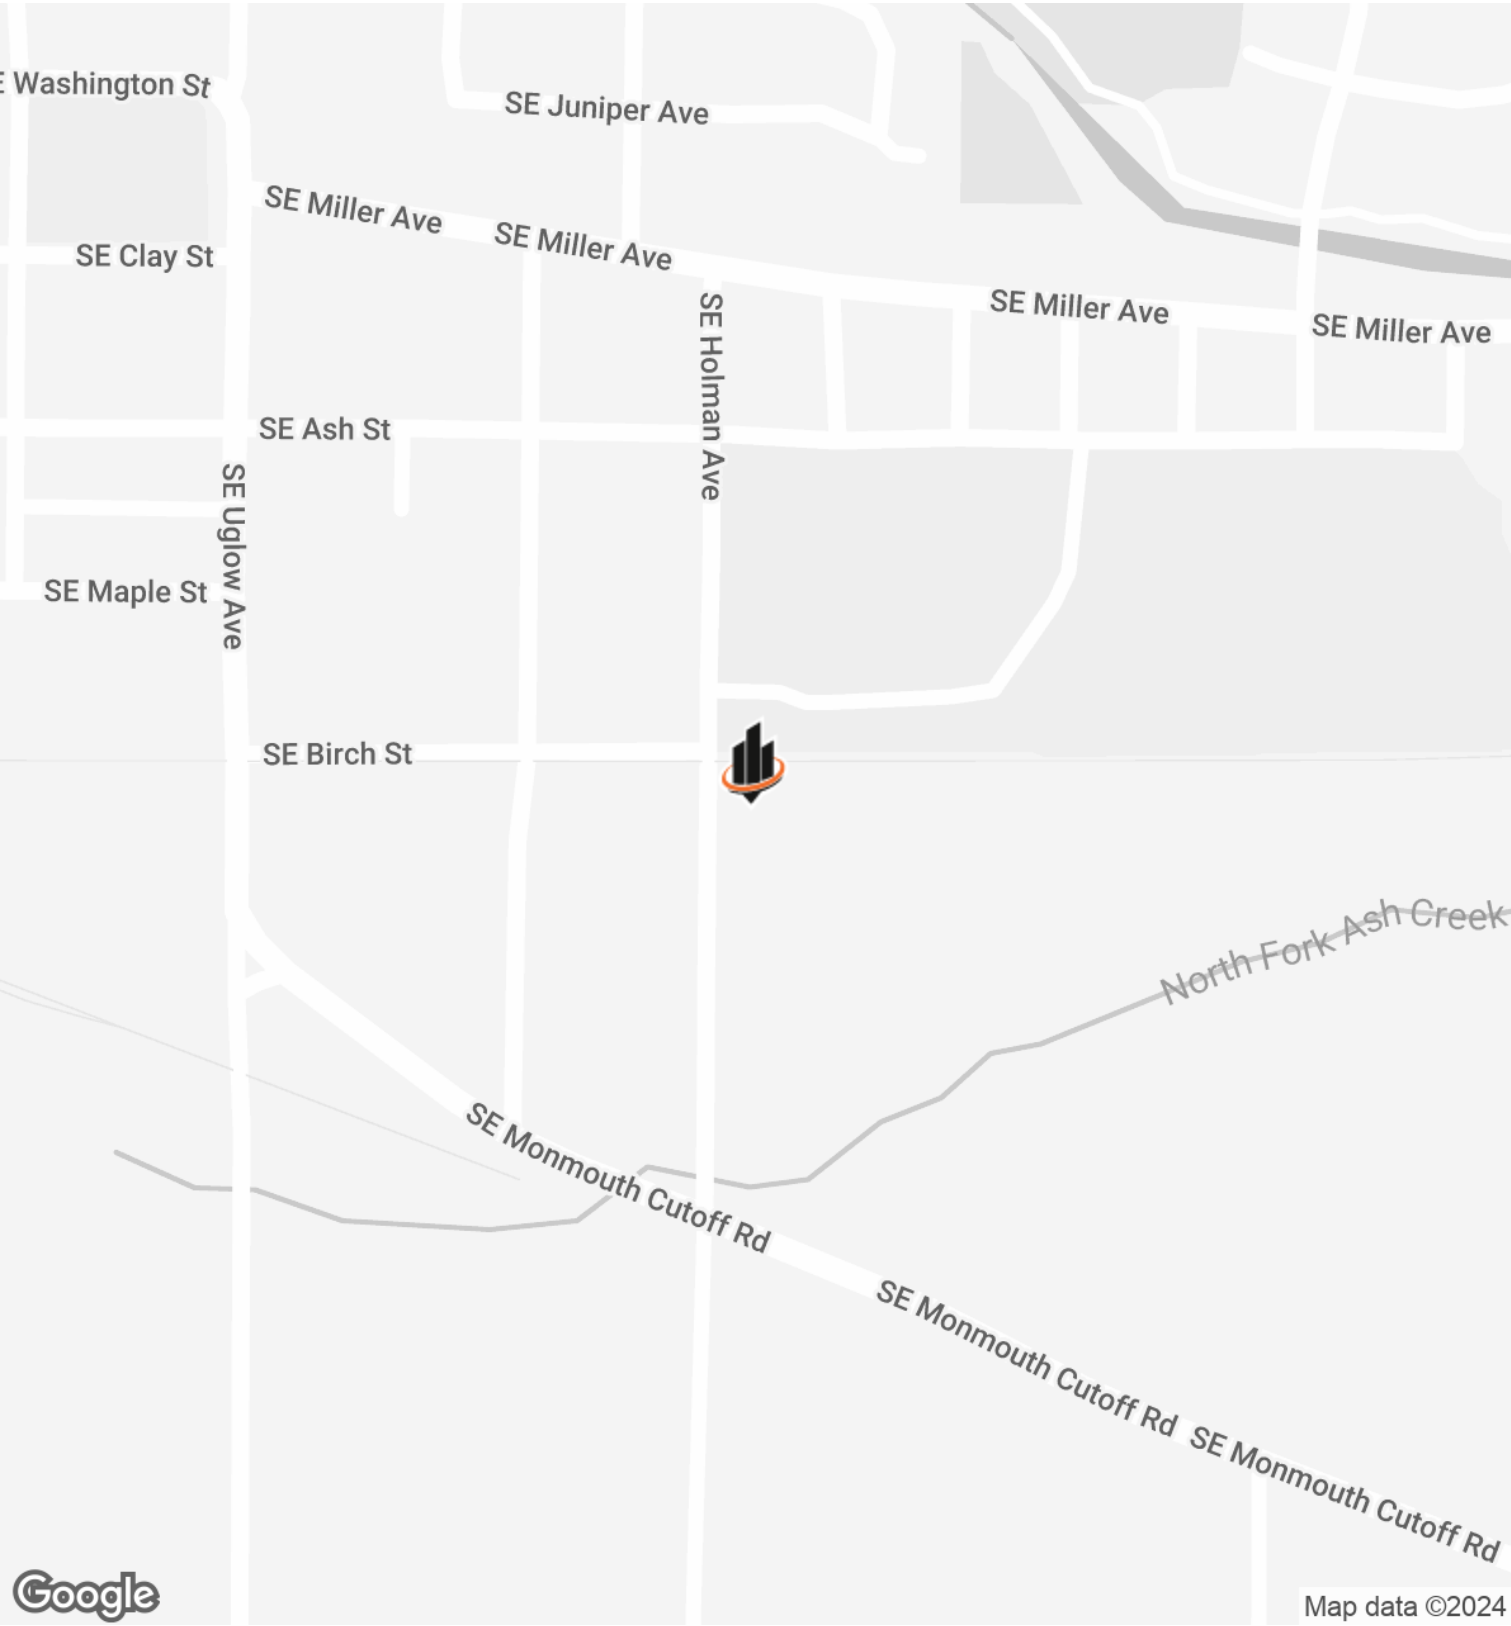 E Washington St
SE Juniper Ave
SE Miller Ave
SE Miller Ave
SE Clay St
SE Miller Ave
SE Miller Ave
SE Holman Ave
SE Ash St
SE Uglow Ave
SE Maple St
SE Birch St
North Fork Ash Creek
SE Monmouth Cutoff Rd
SE Monmouth Cutoff Rd
SE Monmouth Cutoff Rd
Google
Map data ©2024